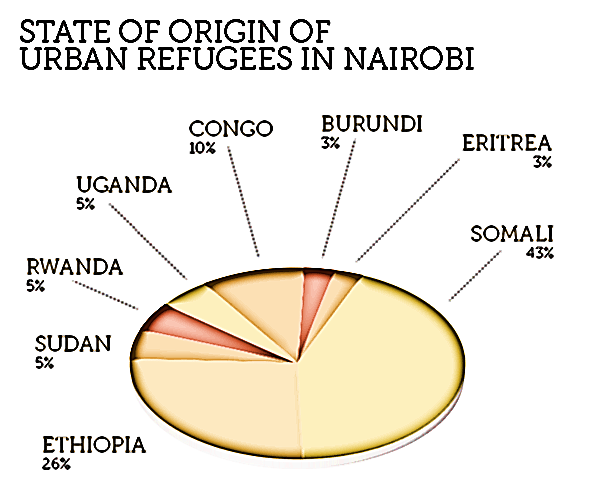 STATE OF ORIGIN OF
URBAN REFUGEES IN NAIROBI
CONGO
10%
BURUNDI
3%
ERITREA
3%
UGANDA
5%
SOMALI
43%
RWANDA
5%
SUDAN
5%
ETHIOPIA
26%